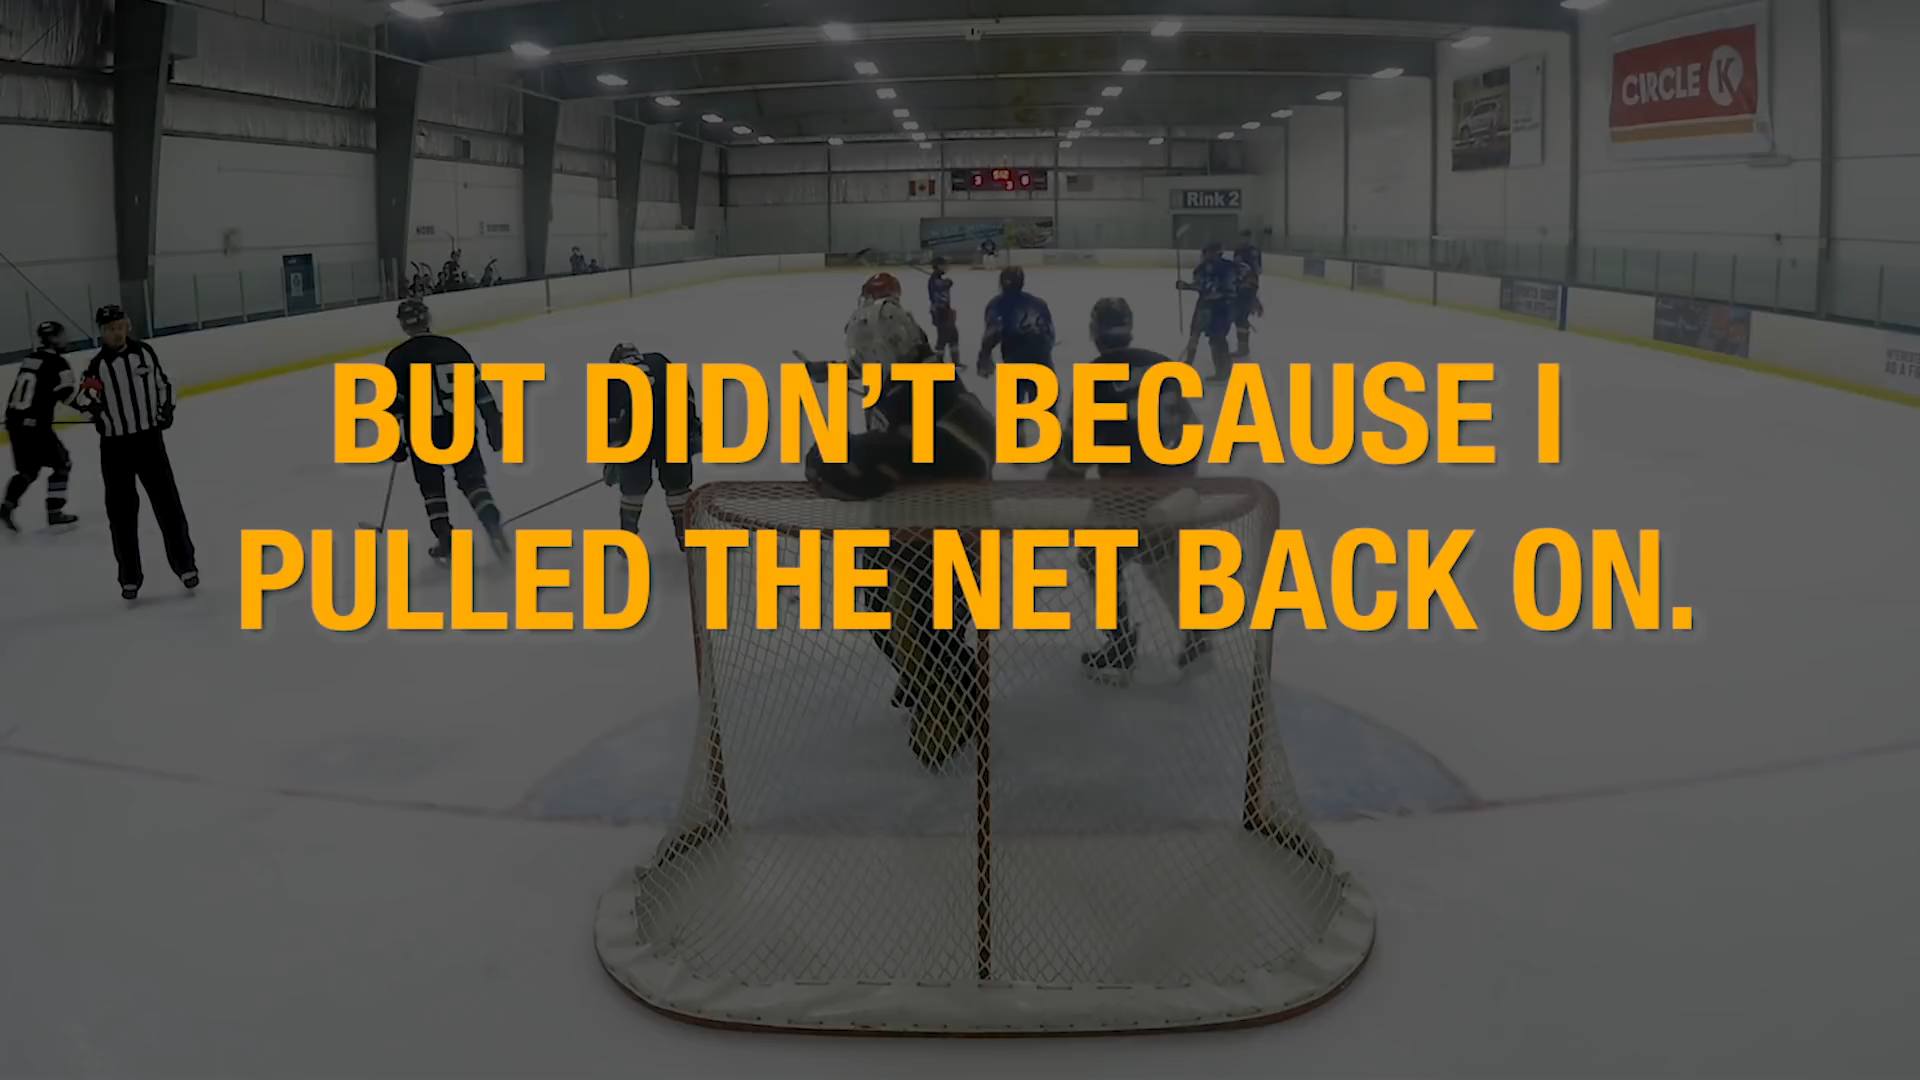 CIRCLE K
Rink 2
BUT DIDN’T BECAUSE I
PULLED THE NET BACK ON.